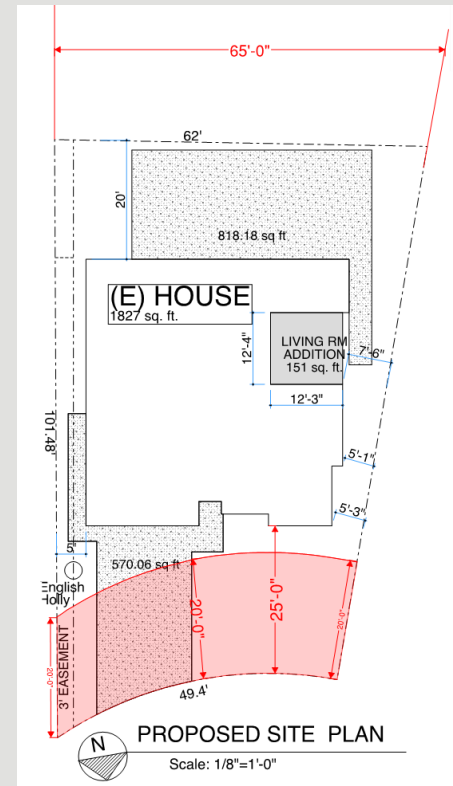 65'-0"
62'
20'
818.18 sq ft
(E) HOUSE
1827 sq. ft.
LIVING RM
ADDITION
151 sq. ft.
12'-4"
7'-6"
12'-3"
101.48'
5'-1"
5'-3"
5'
570.06 sq ft
English
Holly
20'-0"
25'-0"
20'-0"
20'-0"
3' EASEMENT
49.4'
N
PROPOSED SITE PLAN
Scale: 1/8"=1'-0"